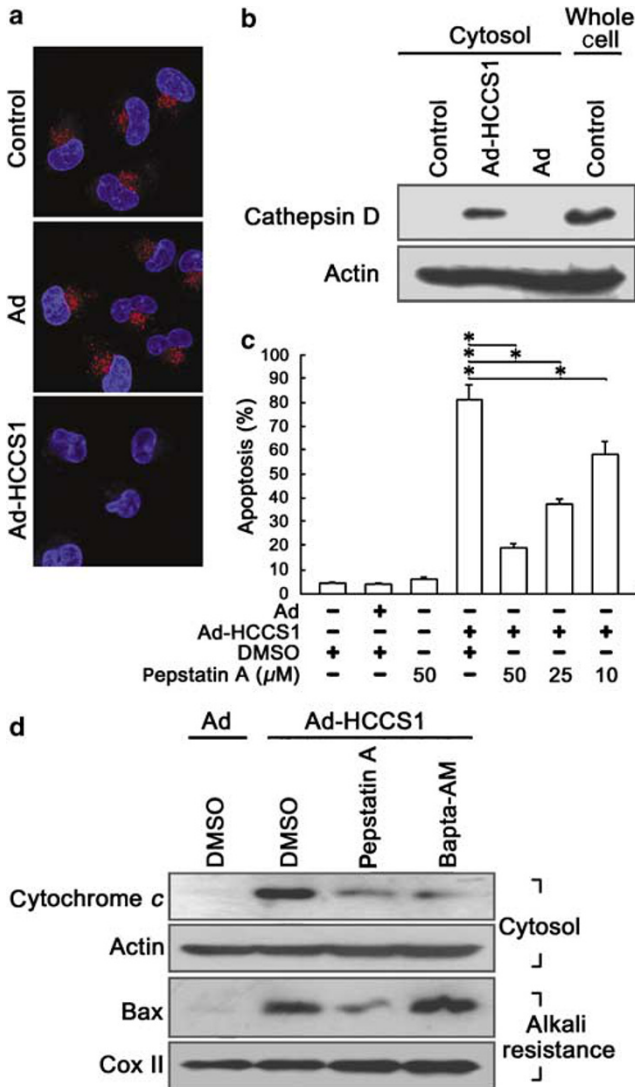 a
Control
Ad
Ad-HCCS1
b
Cytosol
Whole cell
Control
Ad-HCCS1
Ad
Control
Cathepsin D
Actin
c
Apoptosis (%)
100
90
80
70
60
50
40
30
20
10
0
* *
* *
* *
Ad - + - - - - -
Ad-HCCS1 - - - + + + +
DMSO + + - + - - -
Pepstatin A (µM) - - 50 - 50 25 10
d
Ad
Ad-HCCS1
DMSO
DMSO
Pepstatin A
Bapta-AM
Cytochrome c
Actin
Cytosol
Bax
Cox II
Alkali
resistance